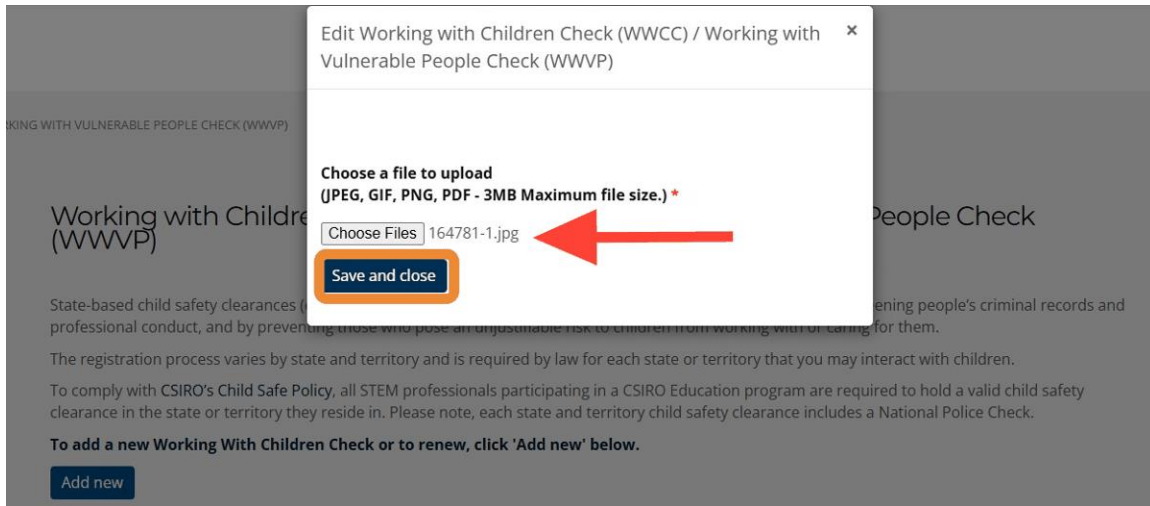 Edit Working with Children Check (WWCC) / Working with ×
Vulnerable People Check (WWVP)
KING WITH VULNERABLE PEOPLE CHECK (WWVP)
Choose a file to upload
(JPEG, GIF, PNG, PDF - 3MB Maximum file size.) *
Choose Files 164781-1.jpg
Save and close
Working with Childre People Check
(WWVP)
State-based child safety clearances ( ening people's criminal records and
professional conduct, and by preventing those who pose an unjustifiable risk to children from working with or caring for them.
The registration process varies by state and territory and is required by law for each state or territory that you may interact with children.
To comply with CSIRO's Child Safe Policy, all STEM professionals participating in a CSIRO Education program are required to hold a valid child safety
clearance in the state or territory they reside in. Please note, each state and territory child safety clearance includes a National Police Check.
To add a new Working With Children Check or to renew, click 'Add new' below.
Add new